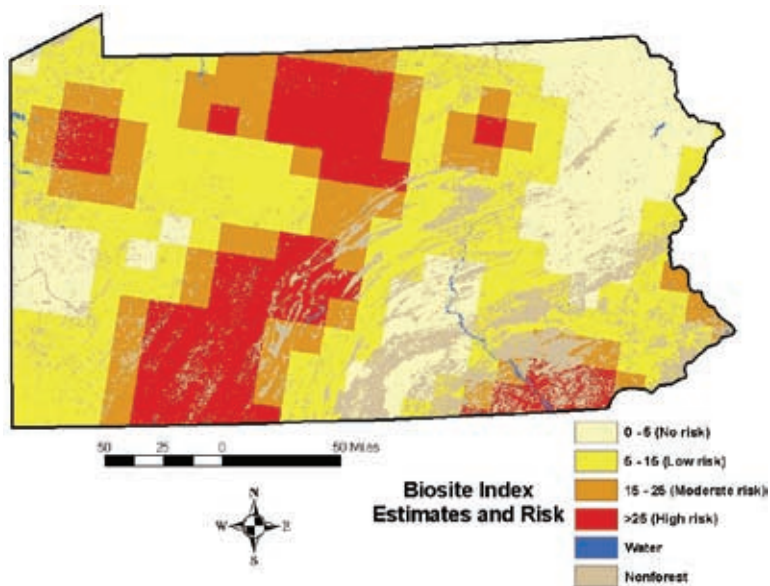 0 - 5 (No risk)
5 - 15 (Low risk)
15 - 25 (Moderate risk)
>25 (High risk)
Water
Nonforest
50 25 0 50 Miles
Biosite Index
Estimates and Risk
N
W E
S